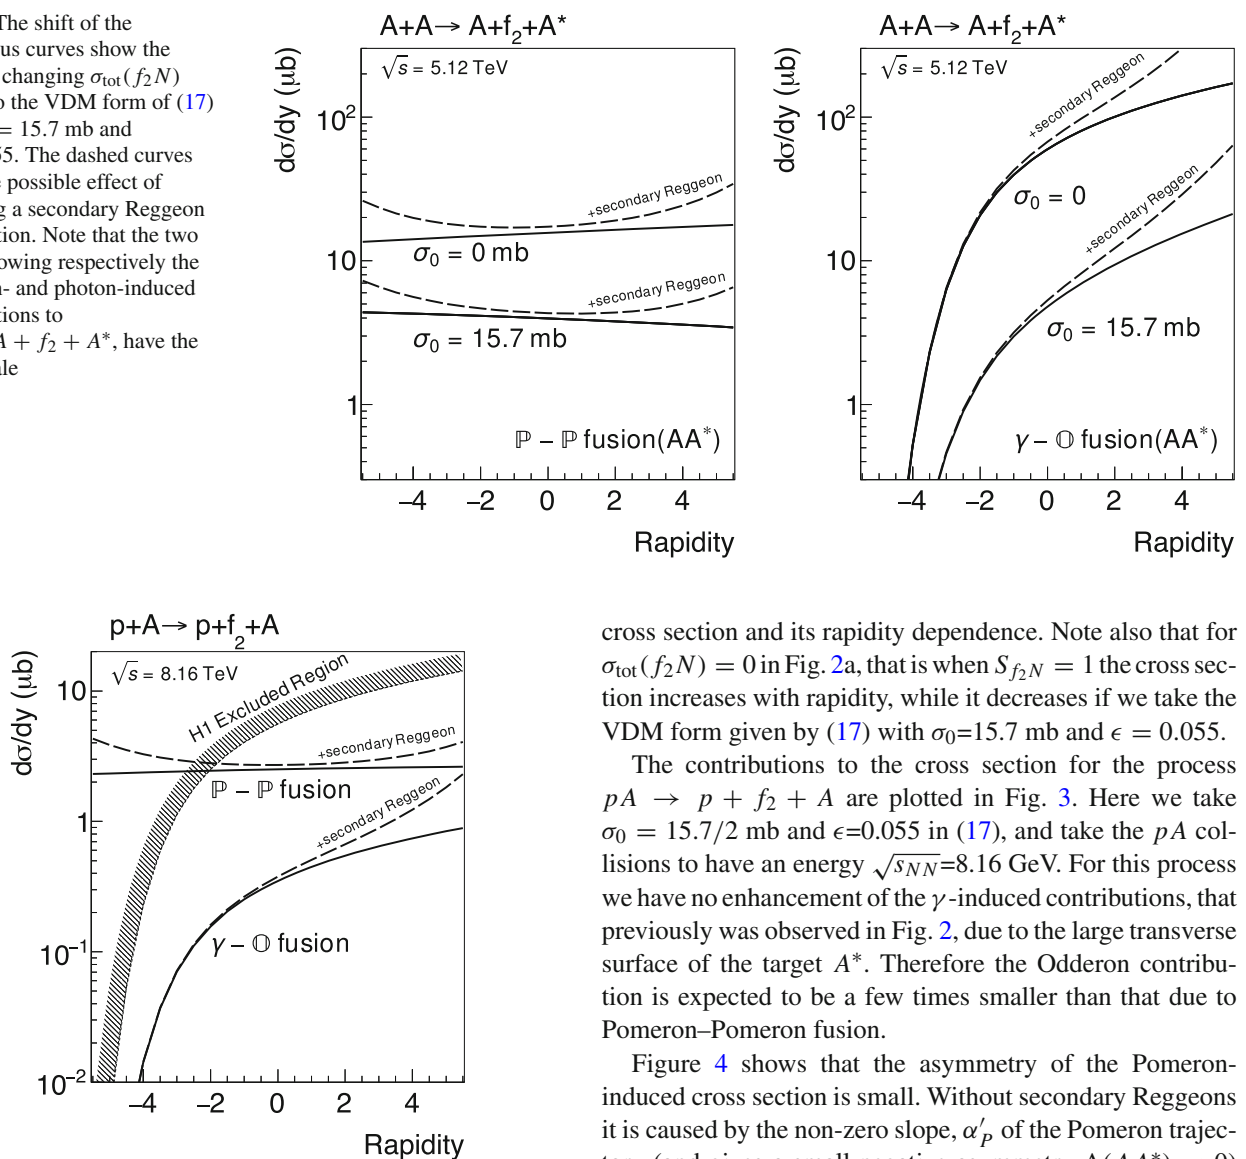 The shift of the
us curves show the
changing σtot(f2N)
o the VDM form of (17)
= 15.7 mb and
55. The dashed curves
e possible effect of
g a secondary Reggeon
tion. Note that the two
owing respectively the
n- and photon-induced
tions to
A + f2 + A*, have the
ale
A+A→ A+f2+A*
√s = 5.12 TeV
dσ/dy (μb)
10²
10
1
+secondary Reggeon
σ0 = 0 mb
+secondary Reggeon
σ0 = 15.7 mb
ℙ – ℙ fusion(AA*)
−4 −2 0 2 4
Rapidity
A+A→ A+f2+A*
√s = 5.12 TeV
dσ/dy (μb)
10²
10
1
+secondary Reggeon
σ0 = 0
+secondary Reggeon
σ0 = 15.7 mb
γ – 𝕆 fusion(AA*)
−4 −2 0 2 4
Rapidity
p+A→ p+f2+A
√s = 8.16 TeV
dσ/dy (μb)
10
1
10⁻¹
10⁻²
H1 Excluded Region
+secondary Reggeon
ℙ – ℙ fusion
+secondary Reggeon
γ – 𝕆 fusion
−4 −2 0 2 4
Rapidity
cross section and its rapidity dependence. Note also that for
σtot(f2N) = 0 in Fig. 2a, that is when Sf2N = 1 the cross sec-
tion increases with rapidity, while it decreases if we take the
VDM form given by (17) with σ0=15.7 mb and ϵ = 0.055.
The contributions to the cross section for the process
pA → p + f2 + A are plotted in Fig. 3. Here we take
σ0 = 15.7/2 mb and ϵ=0.055 in (17), and take the pA col-
lisions to have an energy √sNN=8.16 GeV. For this process
we have no enhancement of the γ-induced contributions, that
previously was observed in Fig. 2, due to the large transverse
surface of the target A*. Therefore the Odderon contribu-
tion is expected to be a few times smaller than that due to
Pomeron–Pomeron fusion.
Figure 4 shows that the asymmetry of the Pomeron-
induced cross section is small. Without secondary Reggeons
it is caused by the non-zero slope, α′P of the Pomeron trajec-